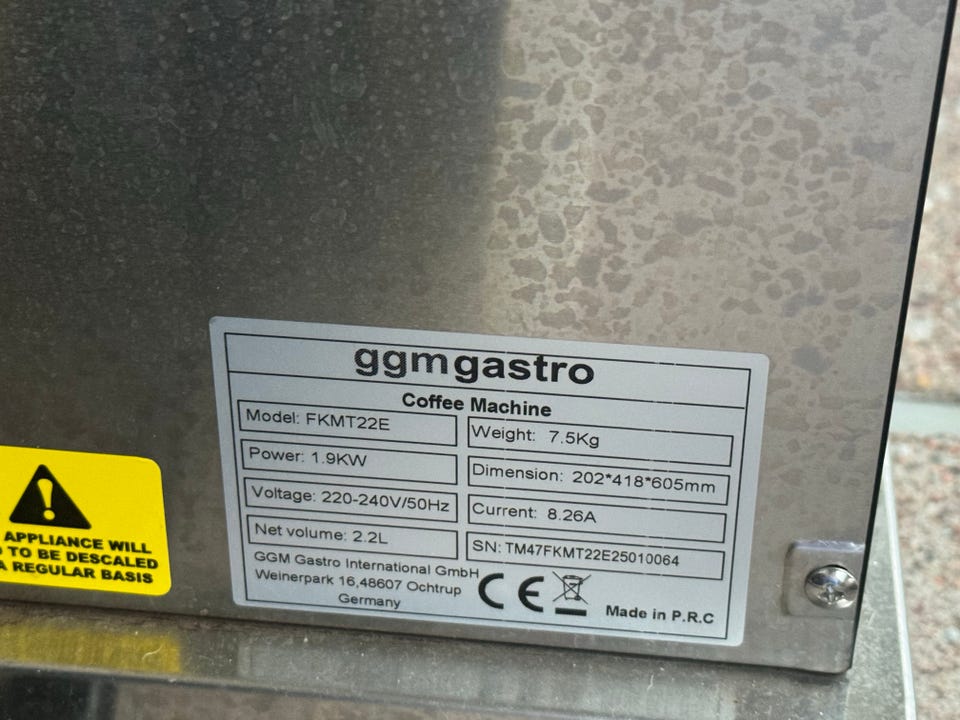 ggmgastro
Coffee Machine
Model: FKMT22E
Weight: 7.5Kg
Power: 1.9KW
Dimension: 202*418*605mm
Voltage: 220-240V/50Hz
Current: 8.26A
Net volume: 2.2L
SN: TM47FKMT22E25010064
GGM Gastro International GmbH
Weinerpark 16,48607 Ochtrup
Germany
CE
Made in P.R.C
APPLIANCE WILL
TO BE DESCALED
A REGULAR BASIS